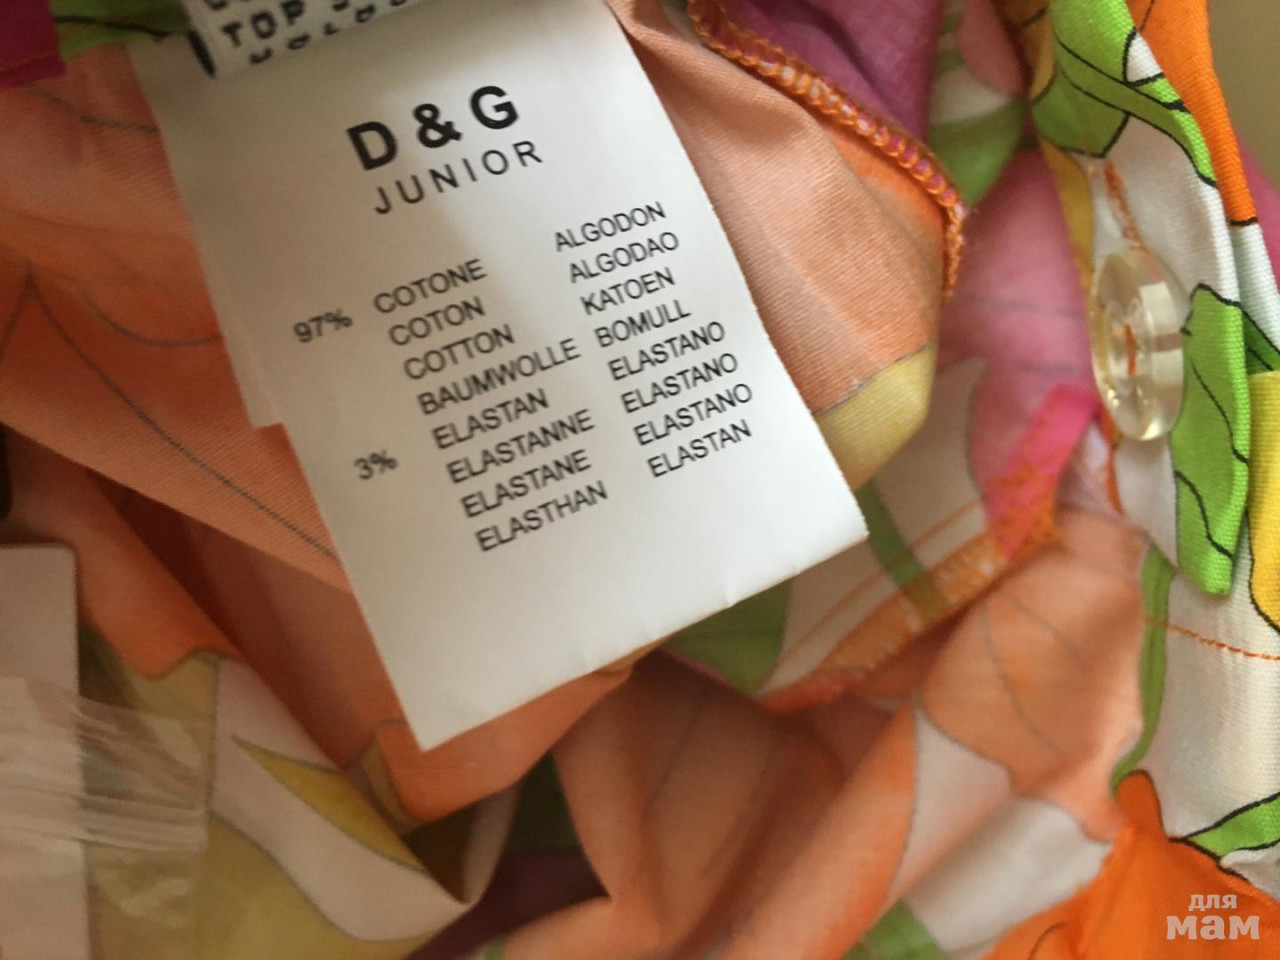 TOP
D & G
JUNIOR
97% COTONE ALGODON
COTON ALGODAO
COTTON KATOEN
BAUMWOLLE BOMULL
3% ELASTAN ELASTANO
ELASTANNE ELASTANO
ELASTANE ELASTANO
ELASTHAN ELASTAN
для
мам